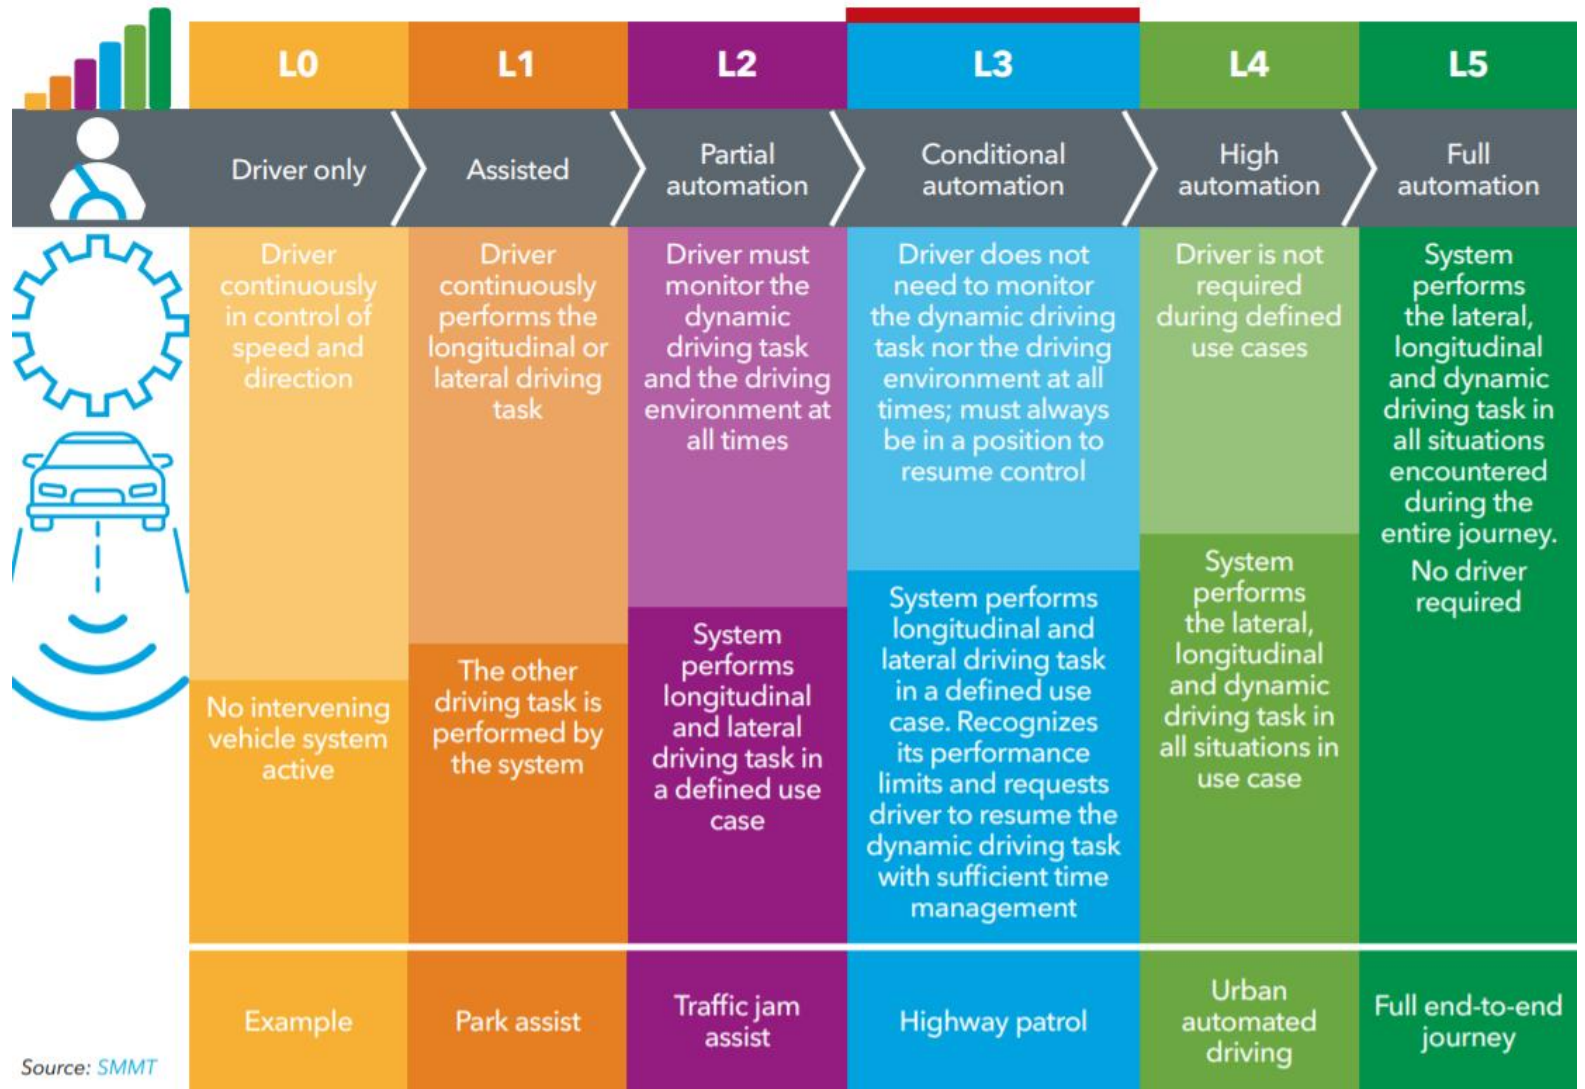 L0
L1
L2
L3
L4
L5
Driver only
Assisted
Partial
automation
Conditional
automation
High
automation
Full
automation
Driver
continuously
in control of
speed and
direction
No intervening
vehicle system
active
Driver
continuously
performs the
longitudinal or
lateral driving
task
The other
driving task is
performed by
the system
Driver must
monitor the
dynamic
driving task
and the driving
environment at
all times
System
performs
longitudinal
and lateral
driving task in
a defined use
case
Driver does not
need to monitor
the dynamic driving
task nor the driving
environment at all
times; must always
be in a position to
resume control
System performs
longitudinal and
lateral driving task
in a defined use
case. Recognizes
its performance
limits and requests
driver to resume the
dynamic driving task
with sufficient time
management
Driver is not
required
during defined
use cases
System
performs
the lateral,
longitudinal
and dynamic
driving task in
all situations in
use case
System
performs
the lateral,
longitudinal
and dynamic
driving task in
all situations
encountered
during the
entire journey.
No driver
required
Example
Park assist
Traffic jam
assist
Highway patrol
Urban
automated
driving
Full end-to-end
journey
Source: SMMT